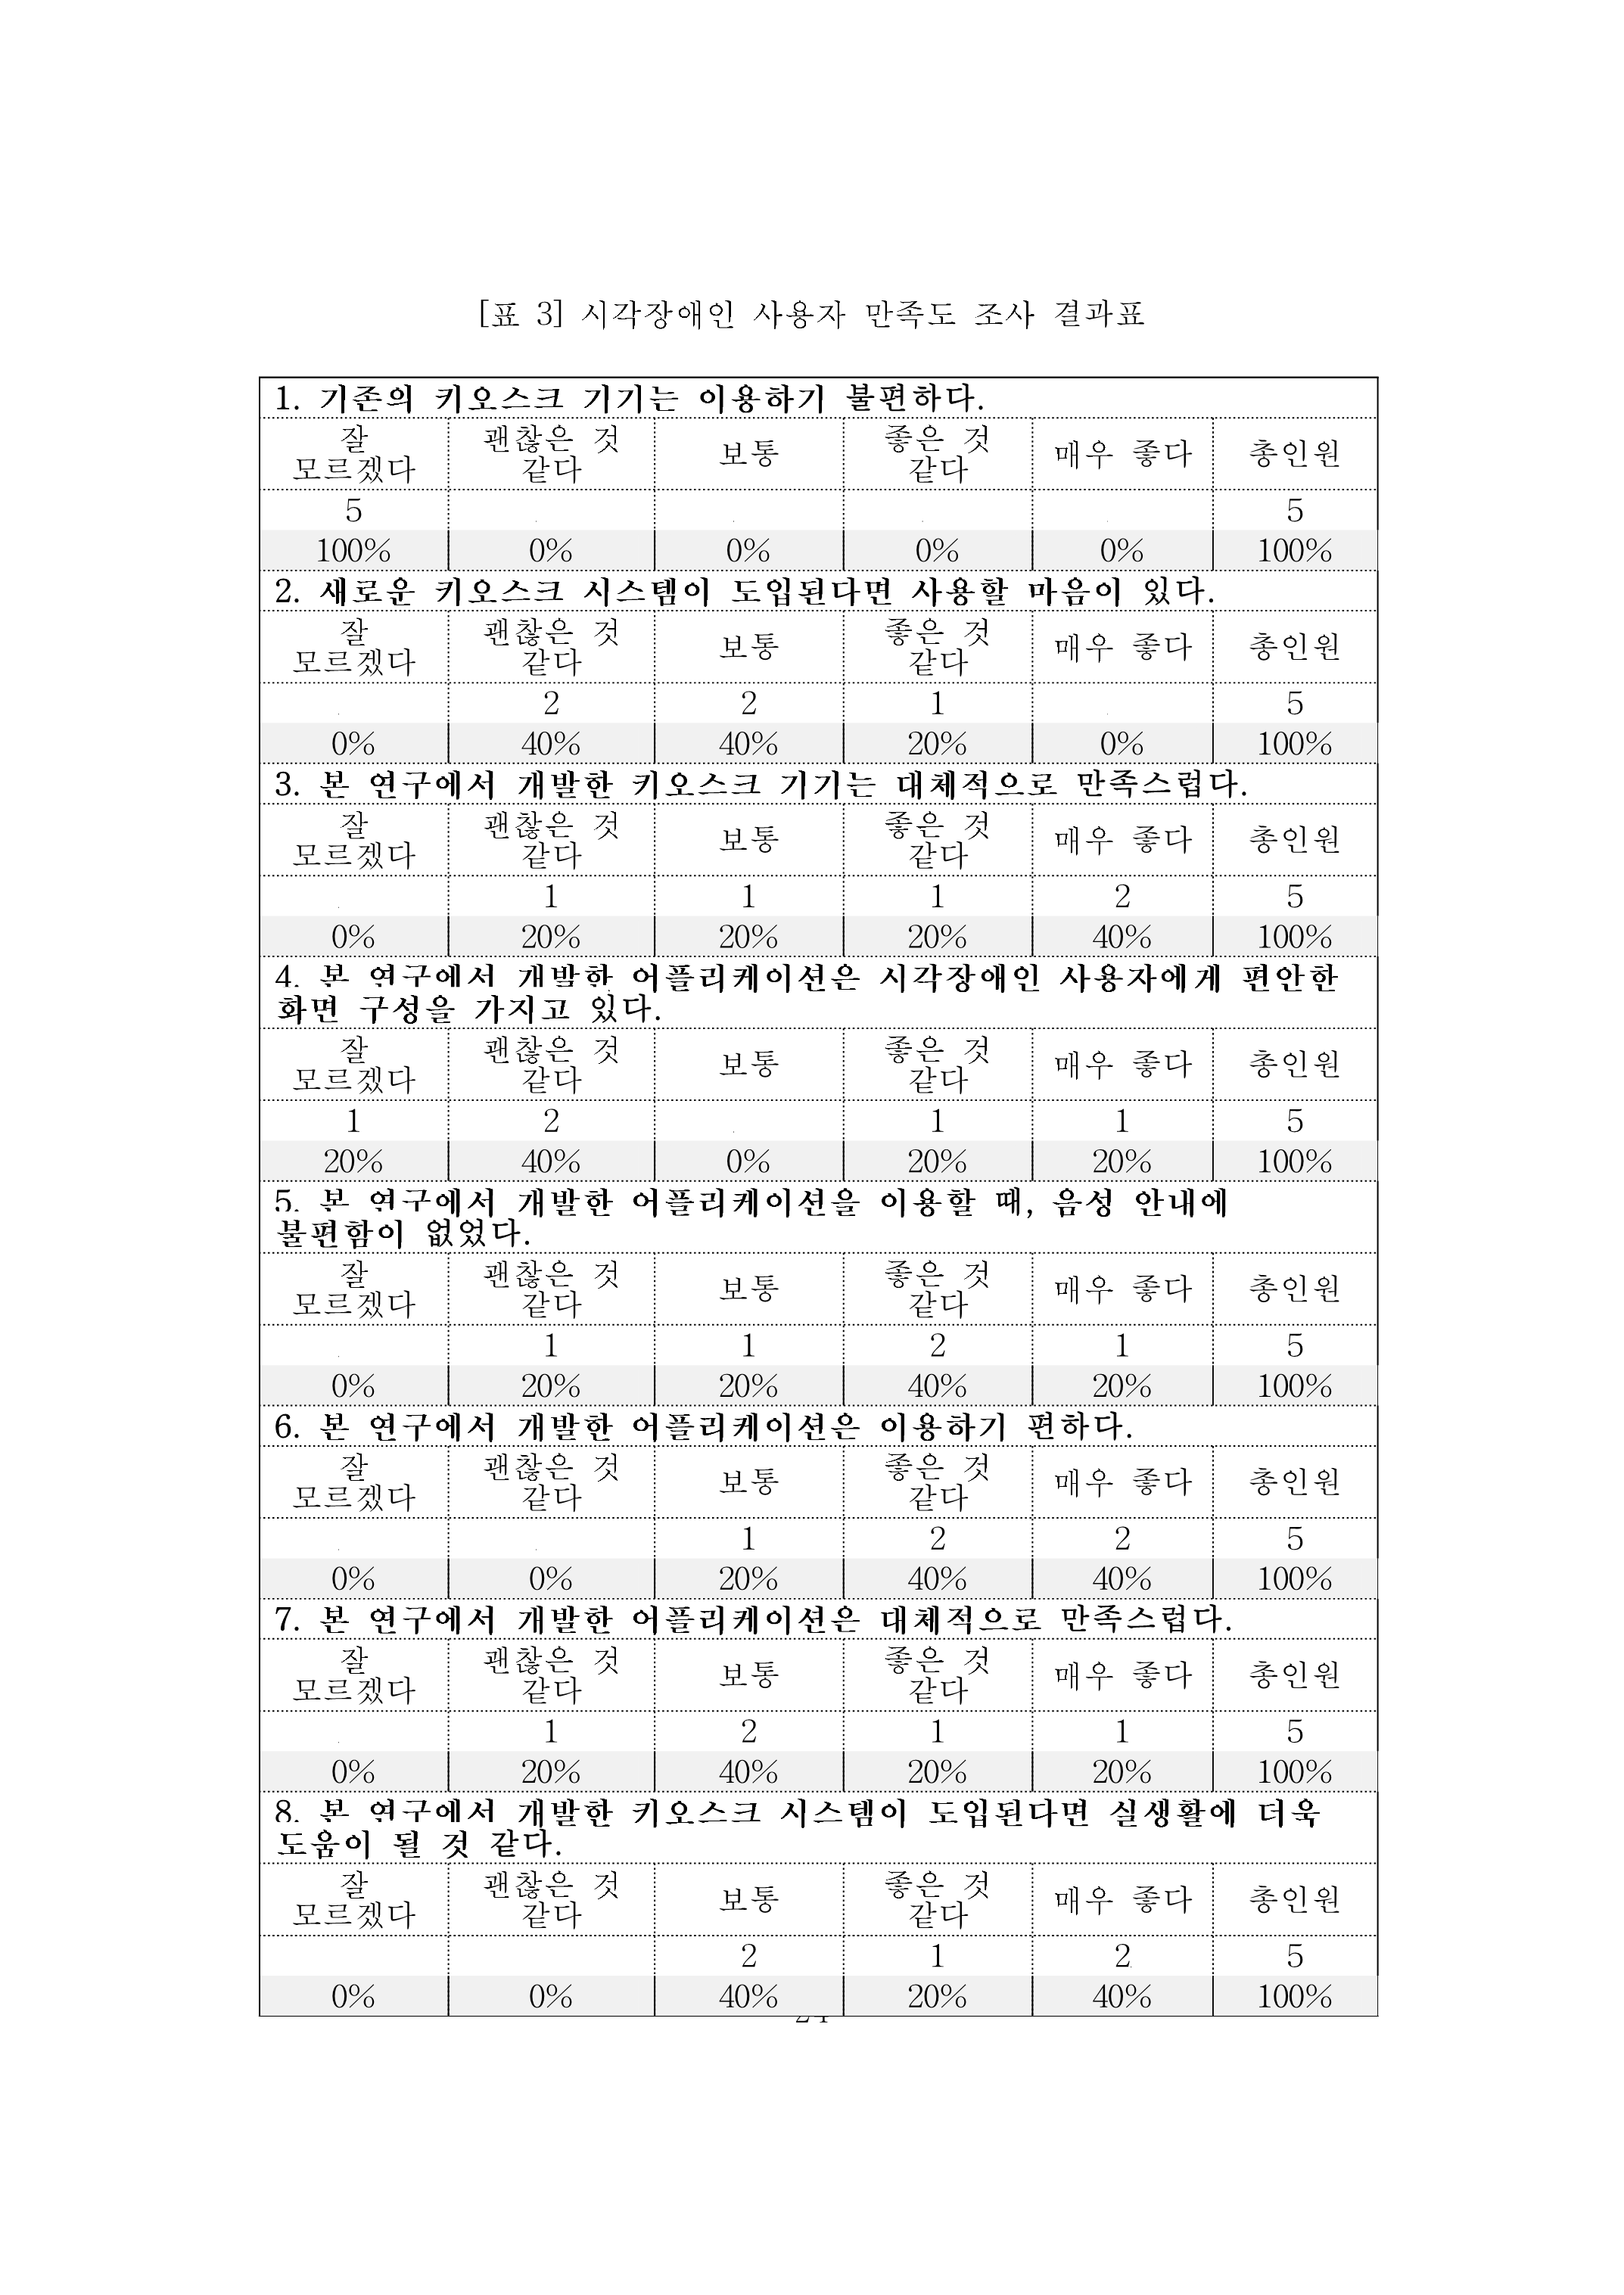 [표 3] 시각장애인 사용자 만족도 조사 결과표
1. 기존의 키오스크 기기는 이용하기 불편하다.
잘 모르겠다 괜찮은 것 같다 보통 좋은 것 같다 매우 좋다 총인원
5 5
100% 0% 0% 0% 0% 100%
2. 새로운 키오스크 시스템이 도입된다면 사용할 마음이 있다.
잘 모르겠다 괜찮은 것 같다 보통 좋은 것 같다 매우 좋다 총인원
2 2 1 5
0% 40% 40% 20% 0% 100%
3. 본 연구에서 개발한 키오스크 기기는 대체적으로 만족스럽다.
잘 모르겠다 괜찮은 것 같다 보통 좋은 것 같다 매우 좋다 총인원
1 1 1 2 5
0% 20% 20% 20% 40% 100%
4. 본 연구에서 개발한 어플리케이션은 시각장애인 사용자에게 편안한
화면 구성을 가지고 있다.
잘 모르겠다 괜찮은 것 같다 보통 좋은 것 같다 매우 좋다 총인원
1 2 1 1 5
20% 40% 0% 20% 20% 100%
5. 본 연구에서 개발한 어플리케이션을 이용할 때, 음성 안내에
불편함이 없었다.
잘 모르겠다 괜찮은 것 같다 보통 좋은 것 같다 매우 좋다 총인원
1 1 2 1 5
0% 20% 20% 40% 20% 100%
6. 본 연구에서 개발한 어플리케이션은 이용하기 편하다.
잘 모르겠다 괜찮은 것 같다 보통 좋은 것 같다 매우 좋다 총인원
1 2 2 5
0% 0% 20% 40% 40% 100%
7. 본 연구에서 개발한 어플리케이션은 대체적으로 만족스럽다.
잘 모르겠다 괜찮은 것 같다 보통 좋은 것 같다 매우 좋다 총인원
1 2 1 1 5
0% 20% 40% 20% 20% 100%
8. 본 연구에서 개발한 키오스크 시스템이 도입된다면 실생활에 더욱
도움이 될 것 같다.
잘 모르겠다 괜찮은 것 같다 보통 좋은 것 같다 매우 좋다 총인원
2 1 2 5
0% 0% 40% 20% 40% 100%